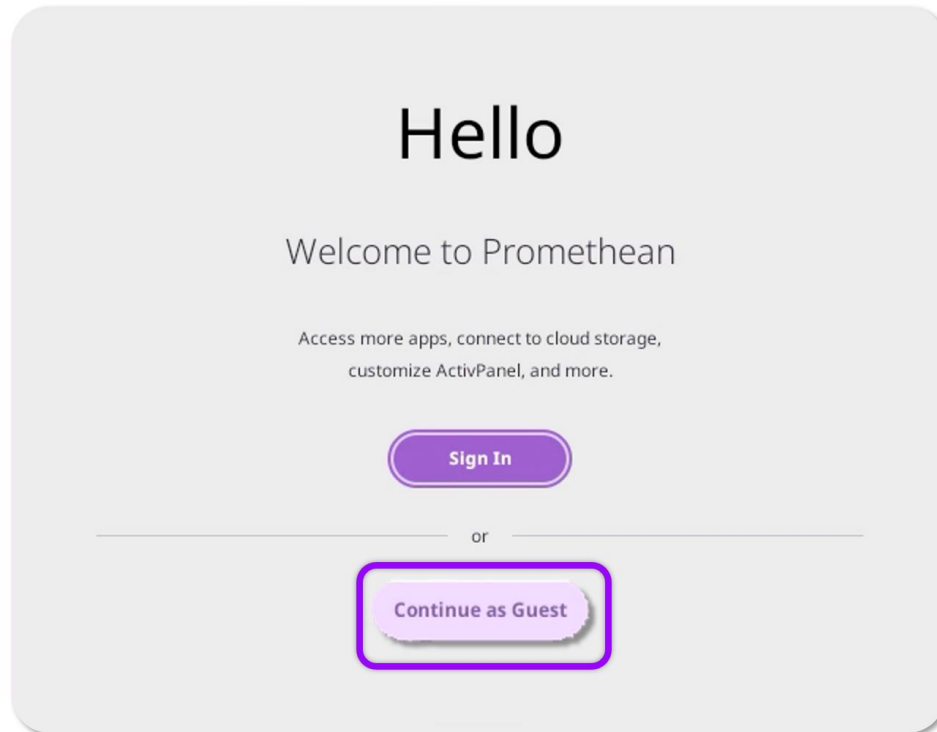 Hello
Welcome to Promethean
Access more apps, connect to cloud storage,
customize ActivPanel, and more.
Sign In
or
Continue as Guest